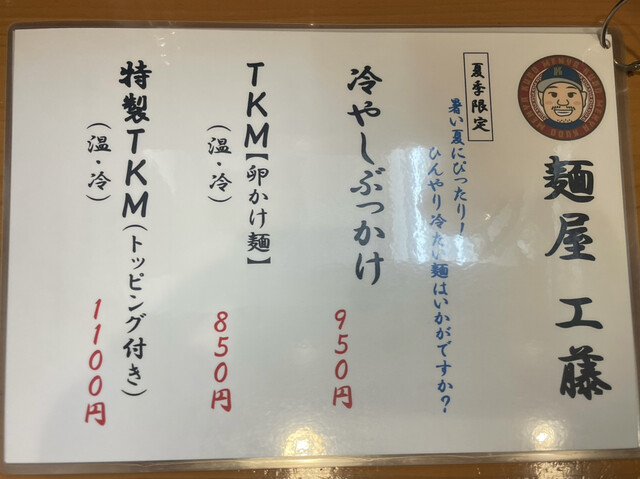 麺屋 工藤
夏季限定
暑い夏にぴったり!
ひんやり冷たい麺はいかがですか?
冷やしぶっかけ
950円
TKM【卵かけ麺】
(温・冷)
850円
特製TKM(トッピング付き)
(温・冷)
1100円